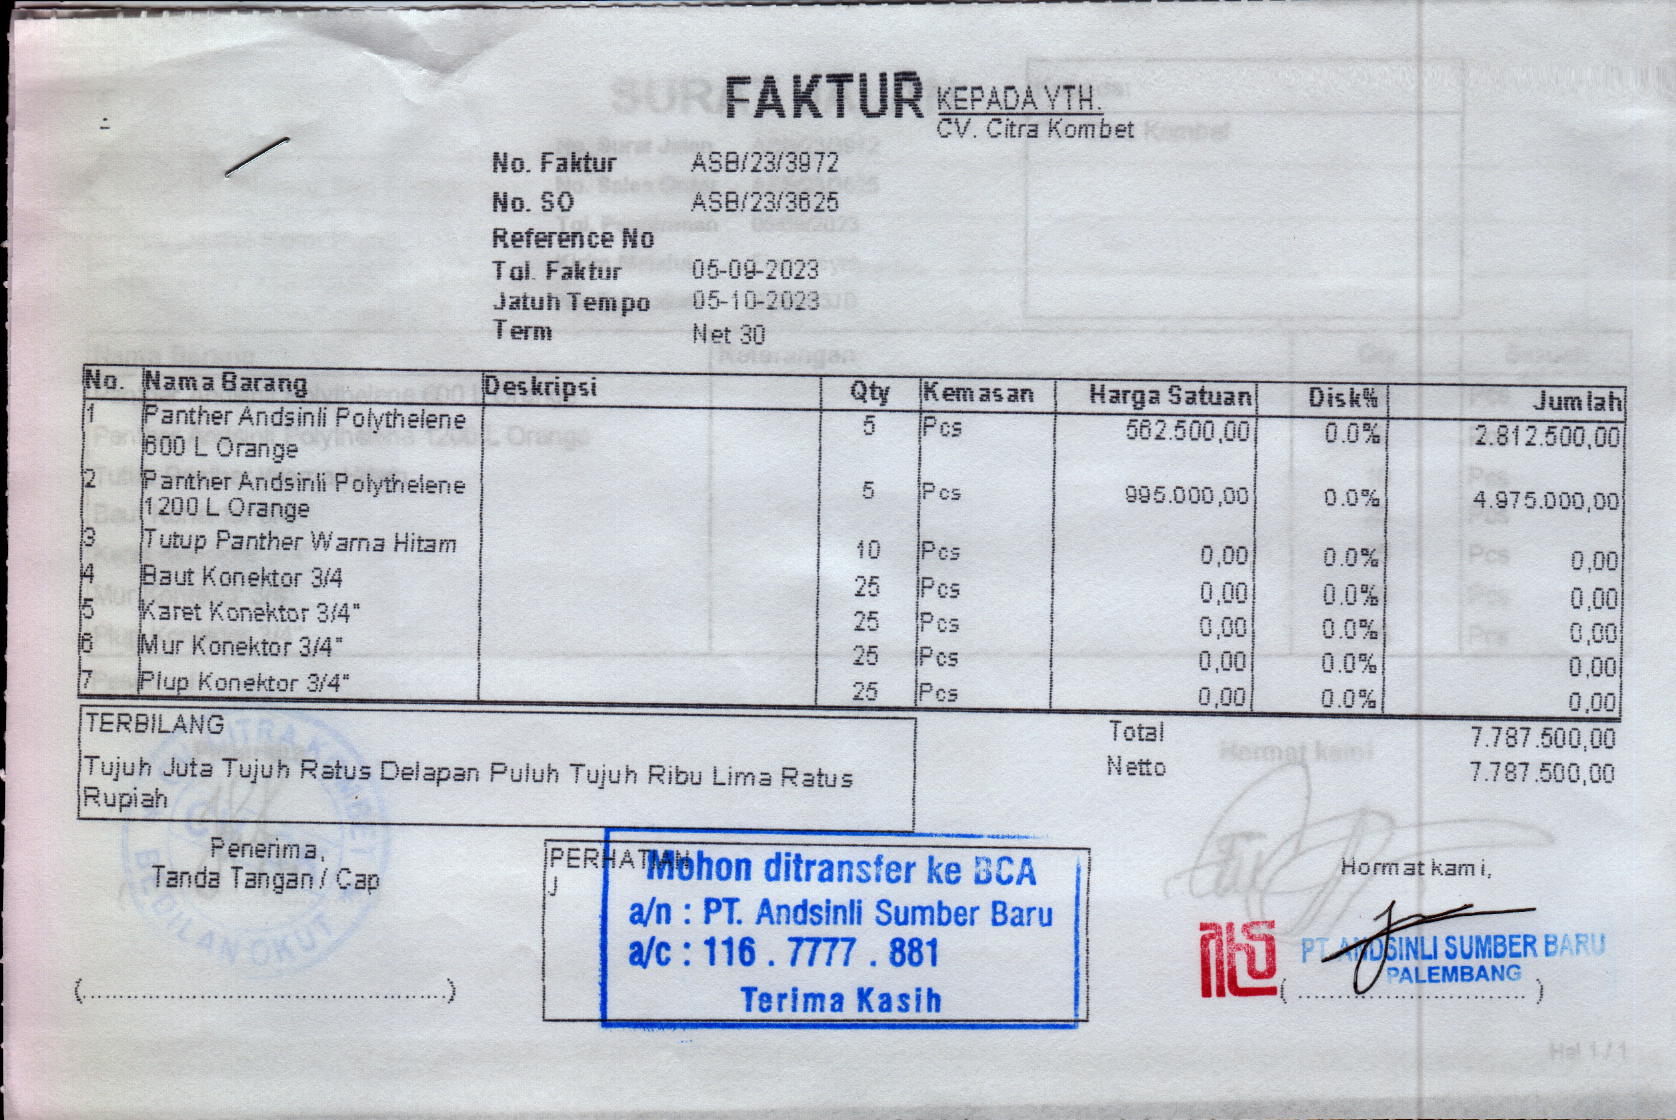 FAKTUR
KEPADA YTH.
CV. Citra Kombet
No. Faktur ASB/23/3972
No. SO ASB/23/3625
Reference No
Tgl. Faktur 05-09-2023
Jatuh Tempo 05-10-2023
Term Net 30
No. Nama Barang Deskripsi Qty Kemasan Harga Satuan Disk% Jumlah
1 Panther Andsinli Polythelene 5 Pcs 562.500,00 0.0% 2.812.500,00
600 L Orange
2 Panther Andsinli Polythelene 5 Pcs 995.000,00 0.0% 4.975.000,00
1200 L Orange
3 Tutup Panther Warna Hitam 10 Pcs 0,00 0.0% 0,00
4 Baut Konektor 3/4 25 Pcs 0,00 0.0% 0,00
5 Karet Konektor 3/4" 25 Pcs 0,00 0.0% 0,00
6 Mur Konektor 3/4" 25 Pcs 0,00 0.0% 0,00
7 Plup Konektor 3/4" 25 Pcs 0,00 0.0% 0,00
TERBILANG
Tujuh Juta Tujuh Ratus Delapan Puluh Tujuh Ribu Lima Ratus
Rupiah
Total 7.787.500,00
Netto 7.787.500,00
Penerima,
Tanda Tangan / Cap
PERHATIAN
J
Mohon ditransfer ke BCA
a/n : PT. Andsinli Sumber Baru
a/c : 116 . 7777 . 881
Terima Kasih
Hormat kami,
PT. ANDSINLI SUMBER BARU
PALEMBANG
Hal 1 / 1